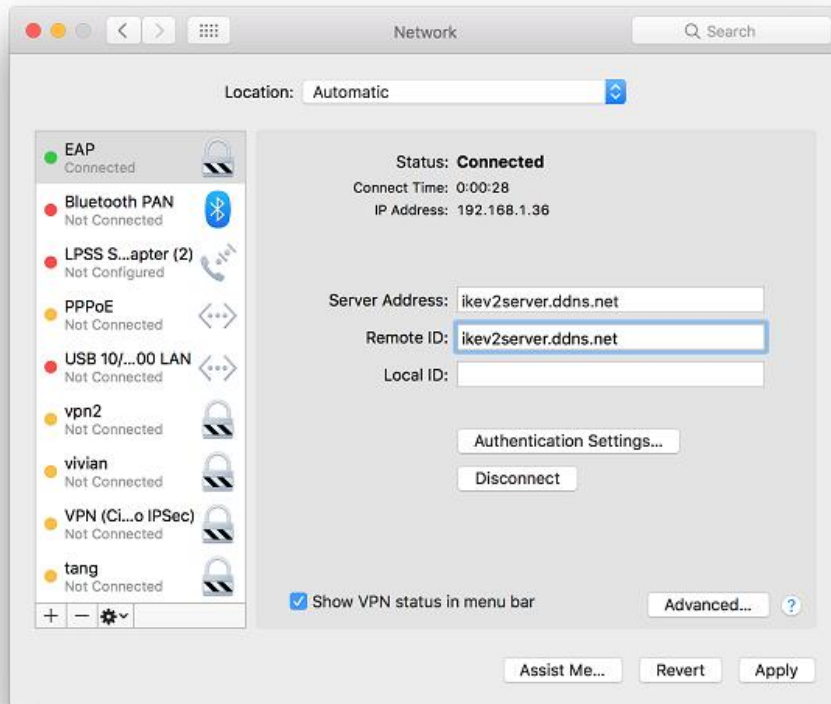 Network
Search
Location: Automatic
EAP
Connected
Bluetooth PAN
Not Connected
LPSS S...apter (2)
Not Configured
PPPoE
Not Connected
USB 10/...00 LAN
Not Connected
vpn2
Not Connected
vivian
Not Connected
VPN (Ci...o IPSec)
Not Connected
tang
Not Connected
Status: Connected
Connect Time: 0:00:28
IP Address: 192.168.1.36
Server Address: ikev2server.ddns.net
Remote ID: ikev2server.ddns.net
Local ID:
Authentication Settings...
Disconnect
Show VPN status in menu bar
Advanced... ?
Assist Me... Revert Apply